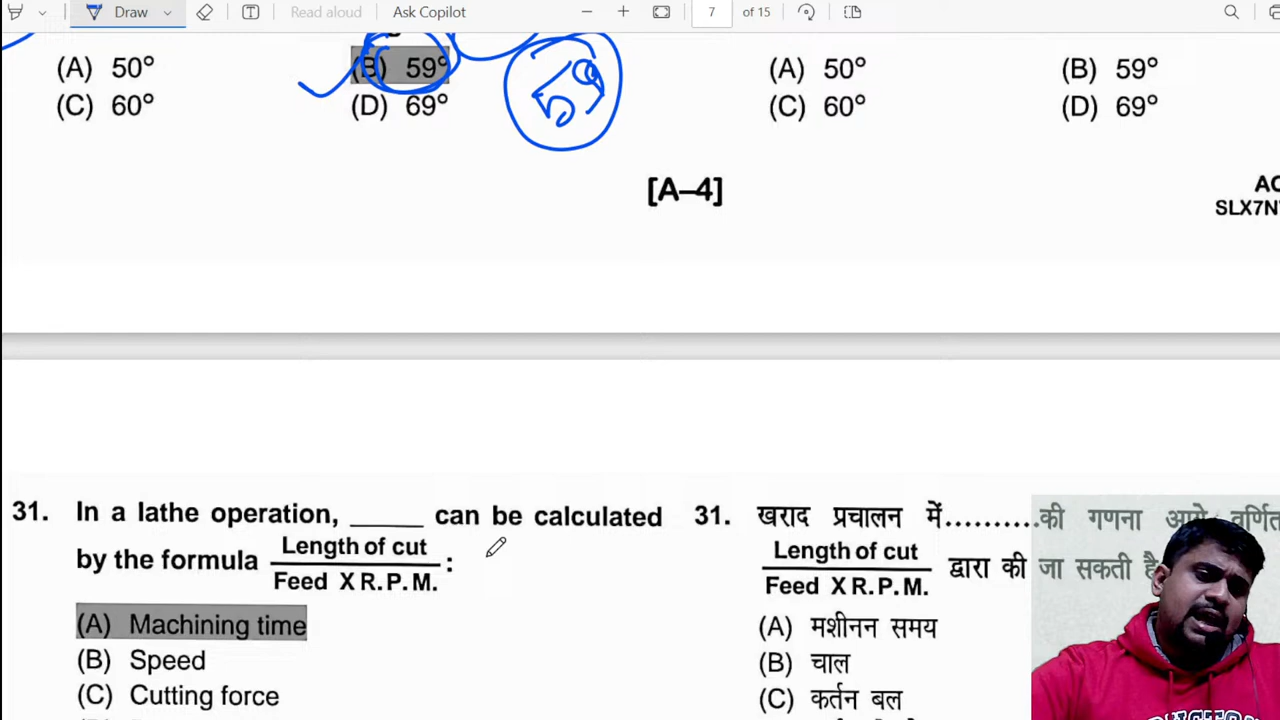 Draw
Read aloud
Ask Copilot
7
of 15
(A) 50°
(B) 59°
(C) 60°
(D) 69°
59
(A) 50°
(B) 59°
(C) 60°
(D) 69°
[A–4]
31. In a lathe operation, _____ can be calculated
by the formula Length of cut
Feed X R.P.M. :
(A) Machining time
(B) Speed
(C) Cutting force
31. खराद प्रचालन में..........की गणना आगे
Length of cut
Feed X R.P.M. द्वारा की जा सकती है
(A) मशीनन समय
(B) चाल
(C) कर्तन बल